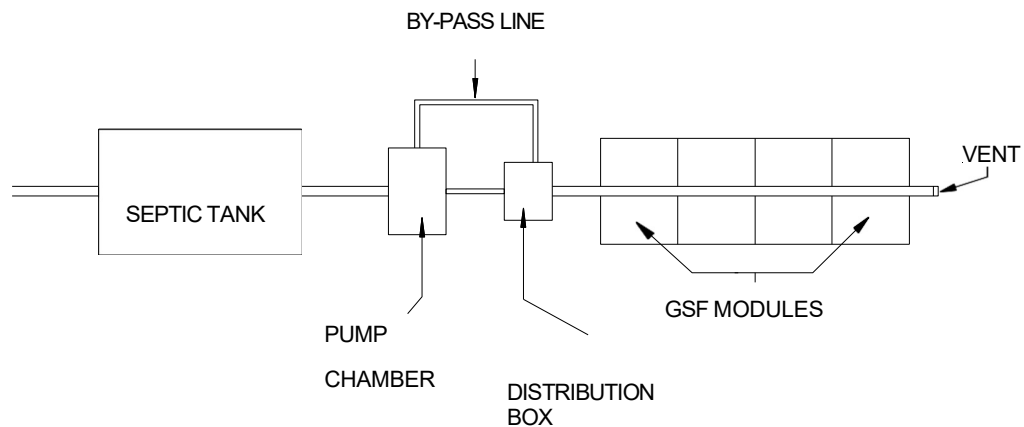 BY-PASS LINE
VENT
SEPTIC TANK
GSF MODULES
PUMP
CHAMBER
DISTRIBUTION
BOX